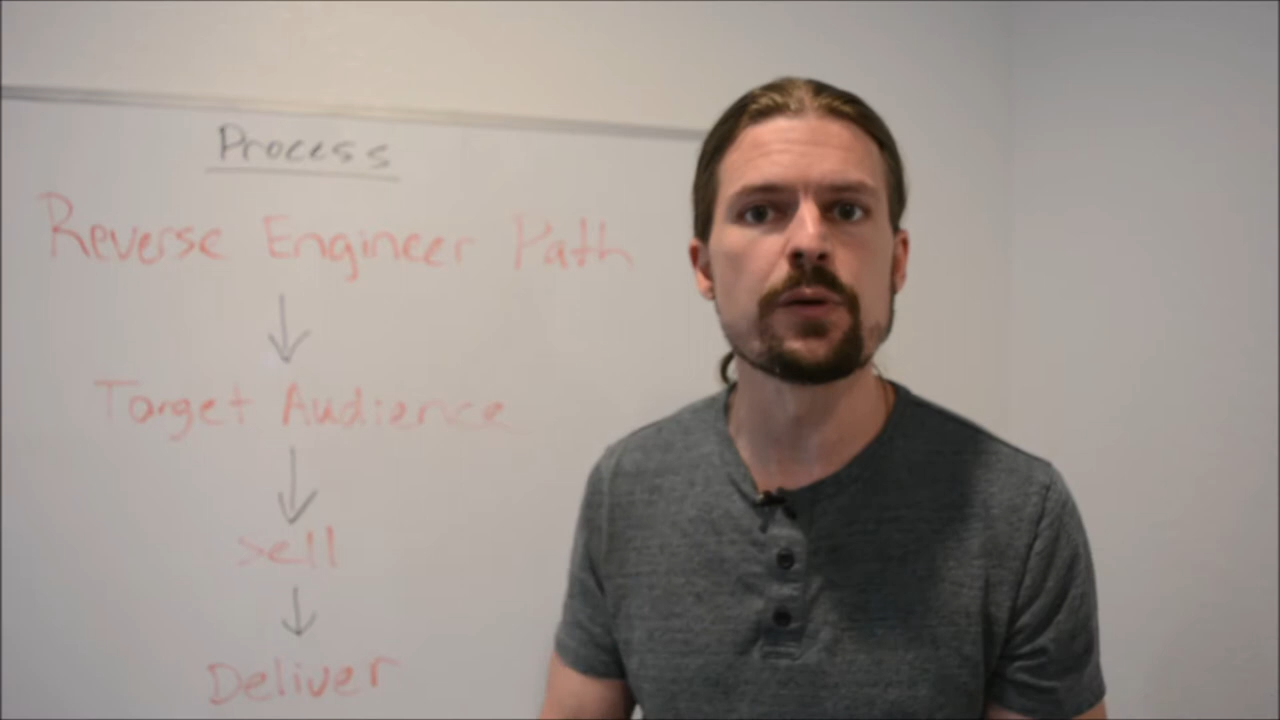 Process
Reverse Engineer Path
Target Audience
Sell
Deliver